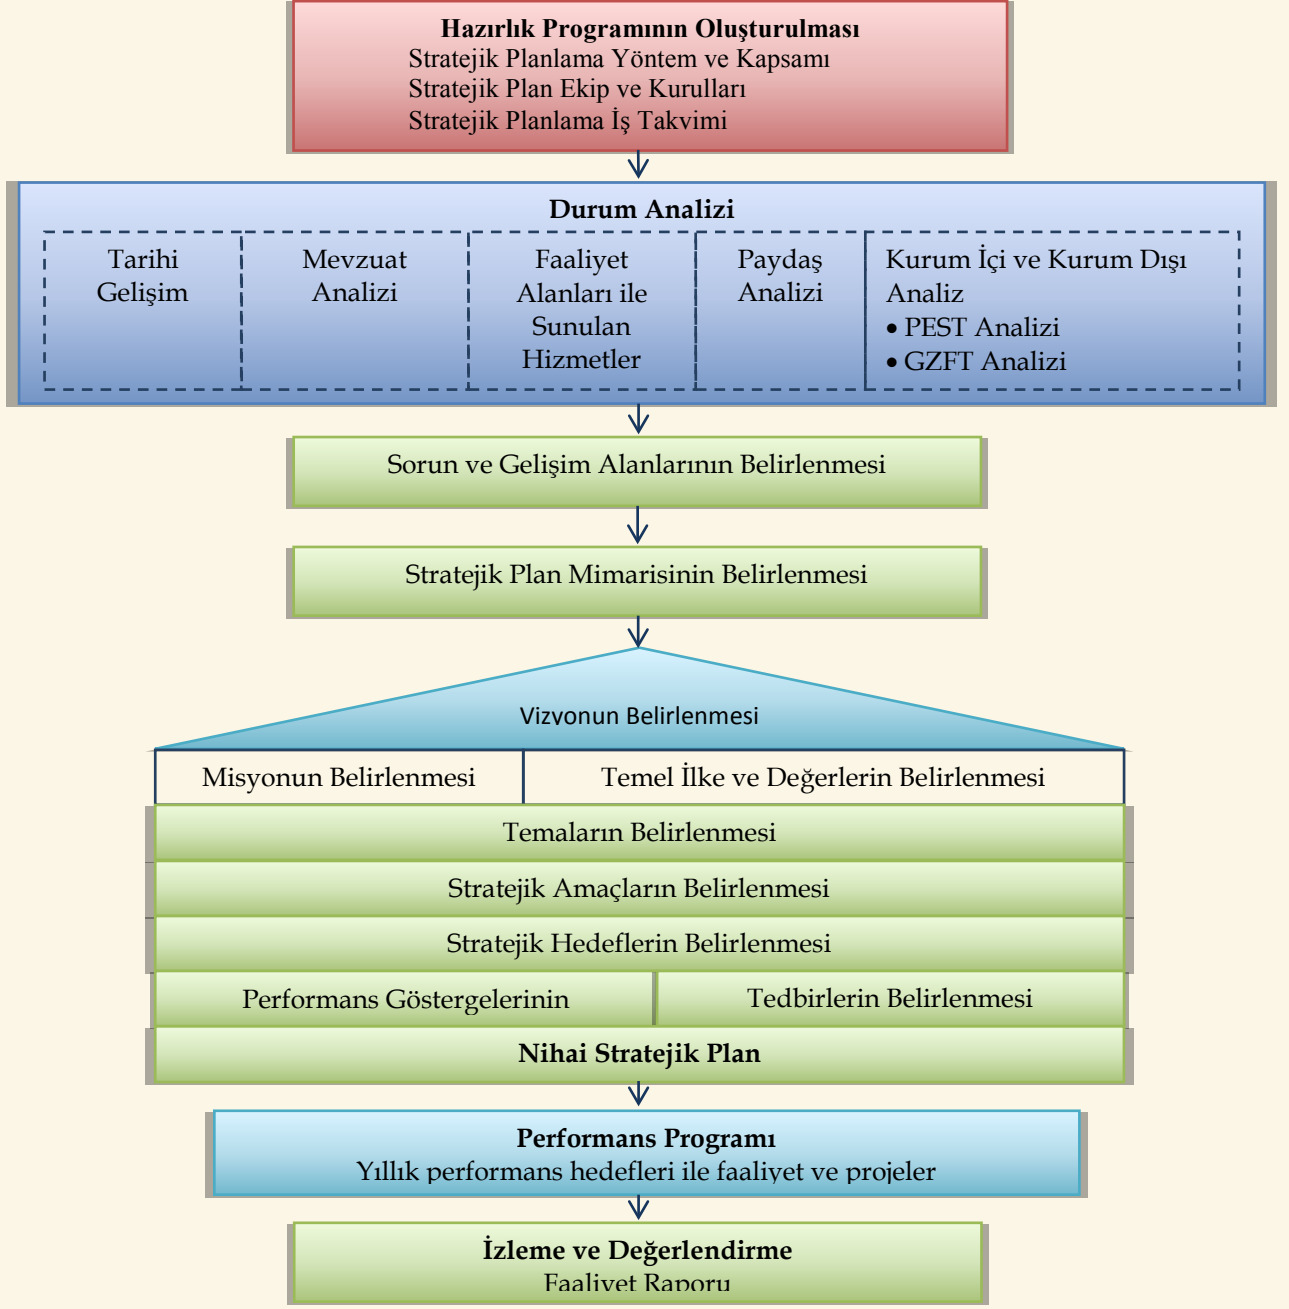 Hazırlık Programının Oluşturulması
Stratejik Planlama Yöntem ve Kapsamı
Stratejik Plan Ekip ve Kurulları
Stratejik Planlama İş Takvimi
Durum Analizi
Tarihi
Gelişim
Mevzuat
Analizi
Faaliyet
Alanları ile
Sunulan
Hizmetler
Paydaş
Analizi
Kurum İçi ve Kurum Dışı
Analiz
• PEST Analizi
• GZFT Analizi
Sorun ve Gelişim Alanlarının Belirlenmesi
Stratejik Plan Mimarisinin Belirlenmesi
Vizyonun Belirlenmesi
Misyonun Belirlenmesi
Temel İlke ve Değerlerin Belirlenmesi
Temaların Belirlenmesi
Stratejik Amaçların Belirlenmesi
Stratejik Hedeflerin Belirlenmesi
Performans Göstergelerinin
Tedbirlerin Belirlenmesi
Nihai Stratejik Plan
Performans Programı
Yıllık performans hedefleri ile faaliyet ve projeler
İzleme ve Değerlendirme
Faaliyet Raporu